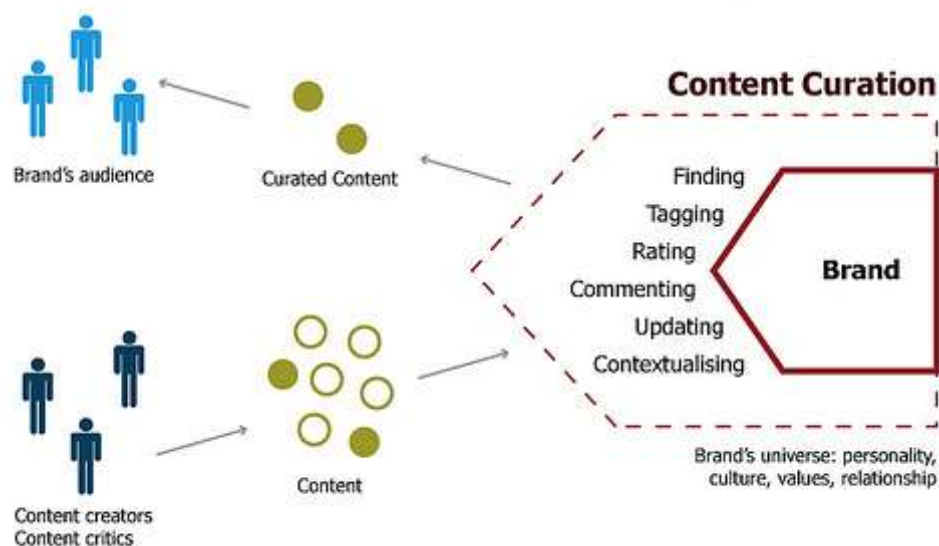 Content Curation
Brand's audience
Curated Content
Finding
Tagging
Rating
Commenting
Updating
Contextualising
Brand
Content creators
Content critics
Content
Brand's universe: personality,
culture, values, relationship